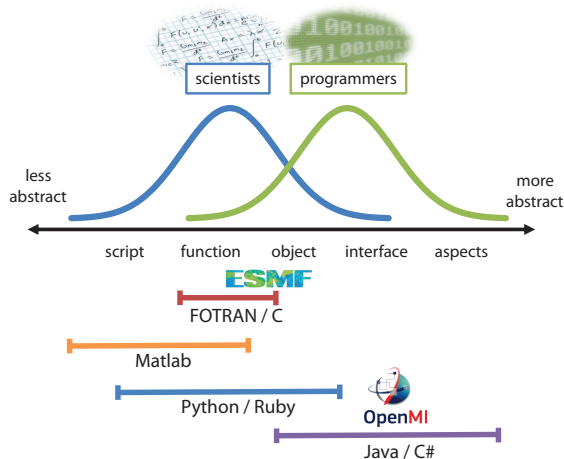 scientists
programmers
less
abstract
more
abstract
script
function
object
interface
aspects
ESMF
FOTRAN / C
Matlab
Python / Ruby
OpenMI
Java / C#